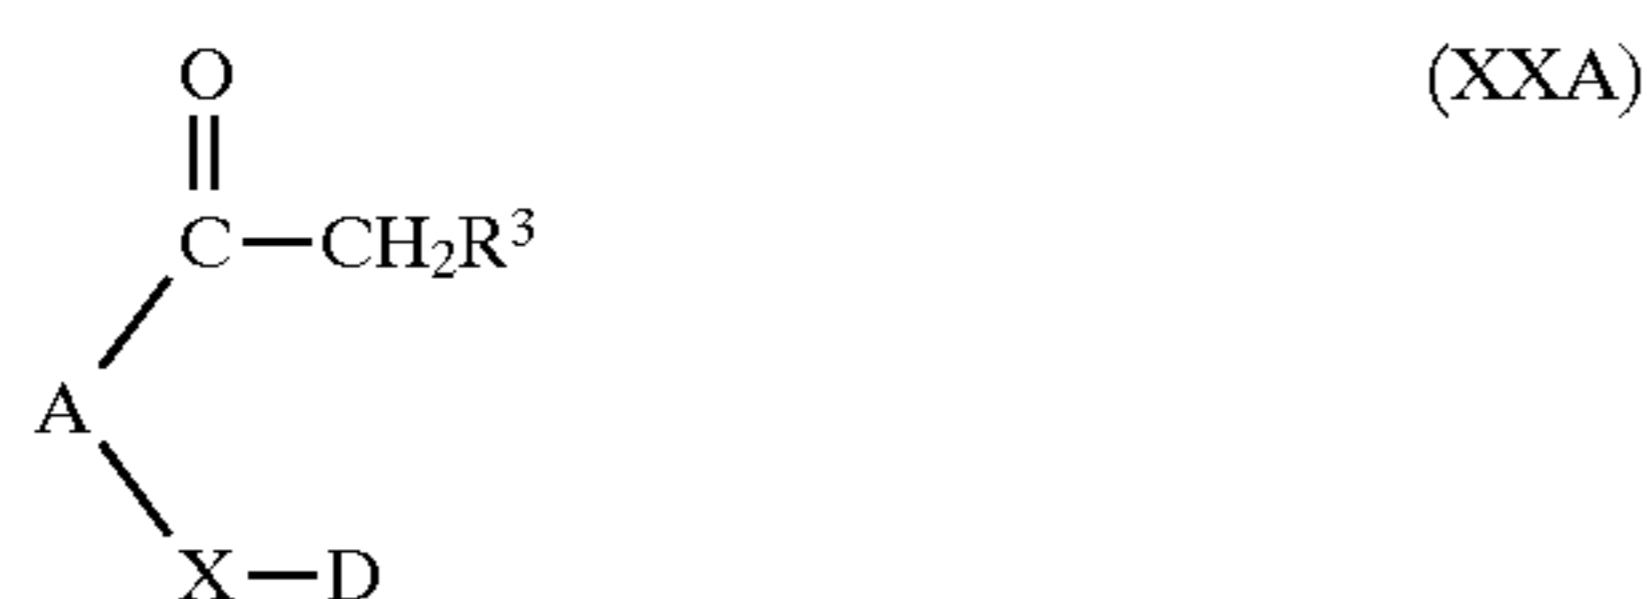 O (XXA)
C—CH₂R³
A
X—D